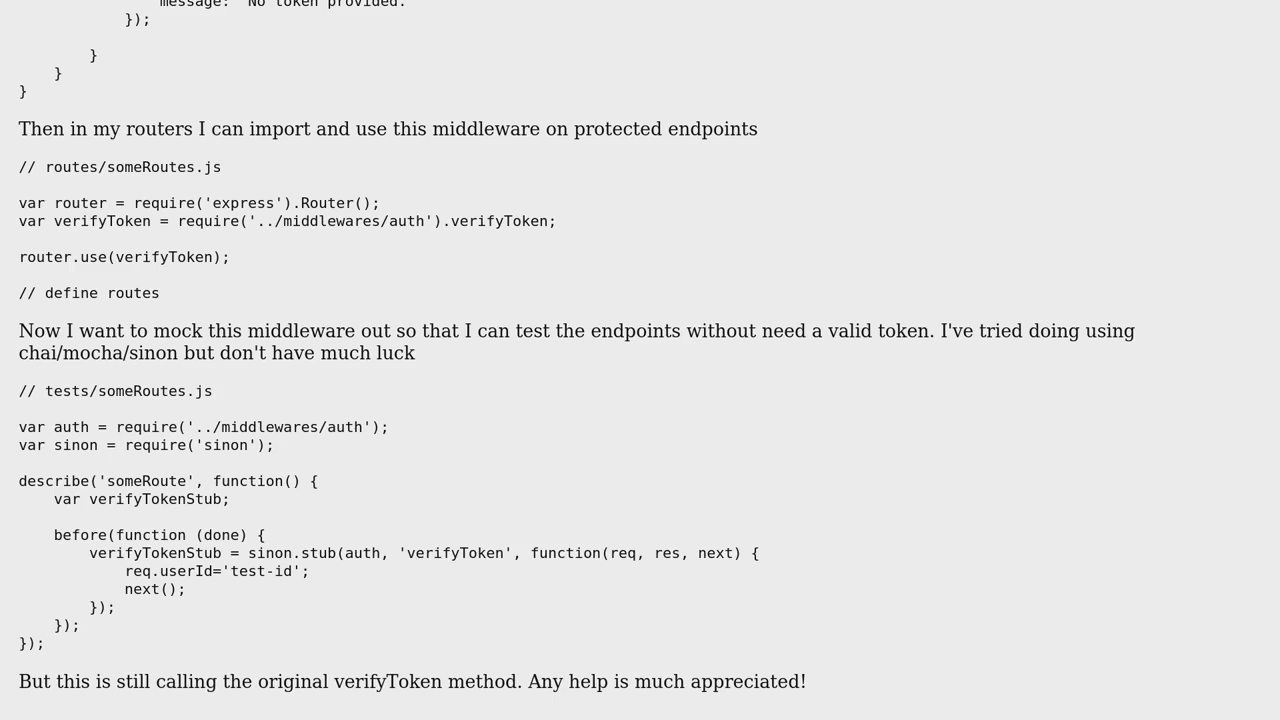 message: 'No token provided.'
});
}
}
}
Then in my routers I can import and use this middleware on protected endpoints
// routes/someRoutes.js
var router = require('express').Router();
var verifyToken = require('../middlewares/auth').verifyToken;
router.use(verifyToken);
// define routes
Now I want to mock this middleware out so that I can test the endpoints without need a valid token. I've tried doing using
chai/mocha/sinon but don't have much luck
// tests/someRoutes.js
var auth = require('../middlewares/auth');
var sinon = require('sinon');
describe('someRoute', function() {
var verifyTokenStub;
before(function (done) {
verifyTokenStub = sinon.stub(auth, 'verifyToken', function(req, res, next) {
req.userId='test-id';
next();
});
});
});
But this is still calling the original verifyToken method. Any help is much appreciated!